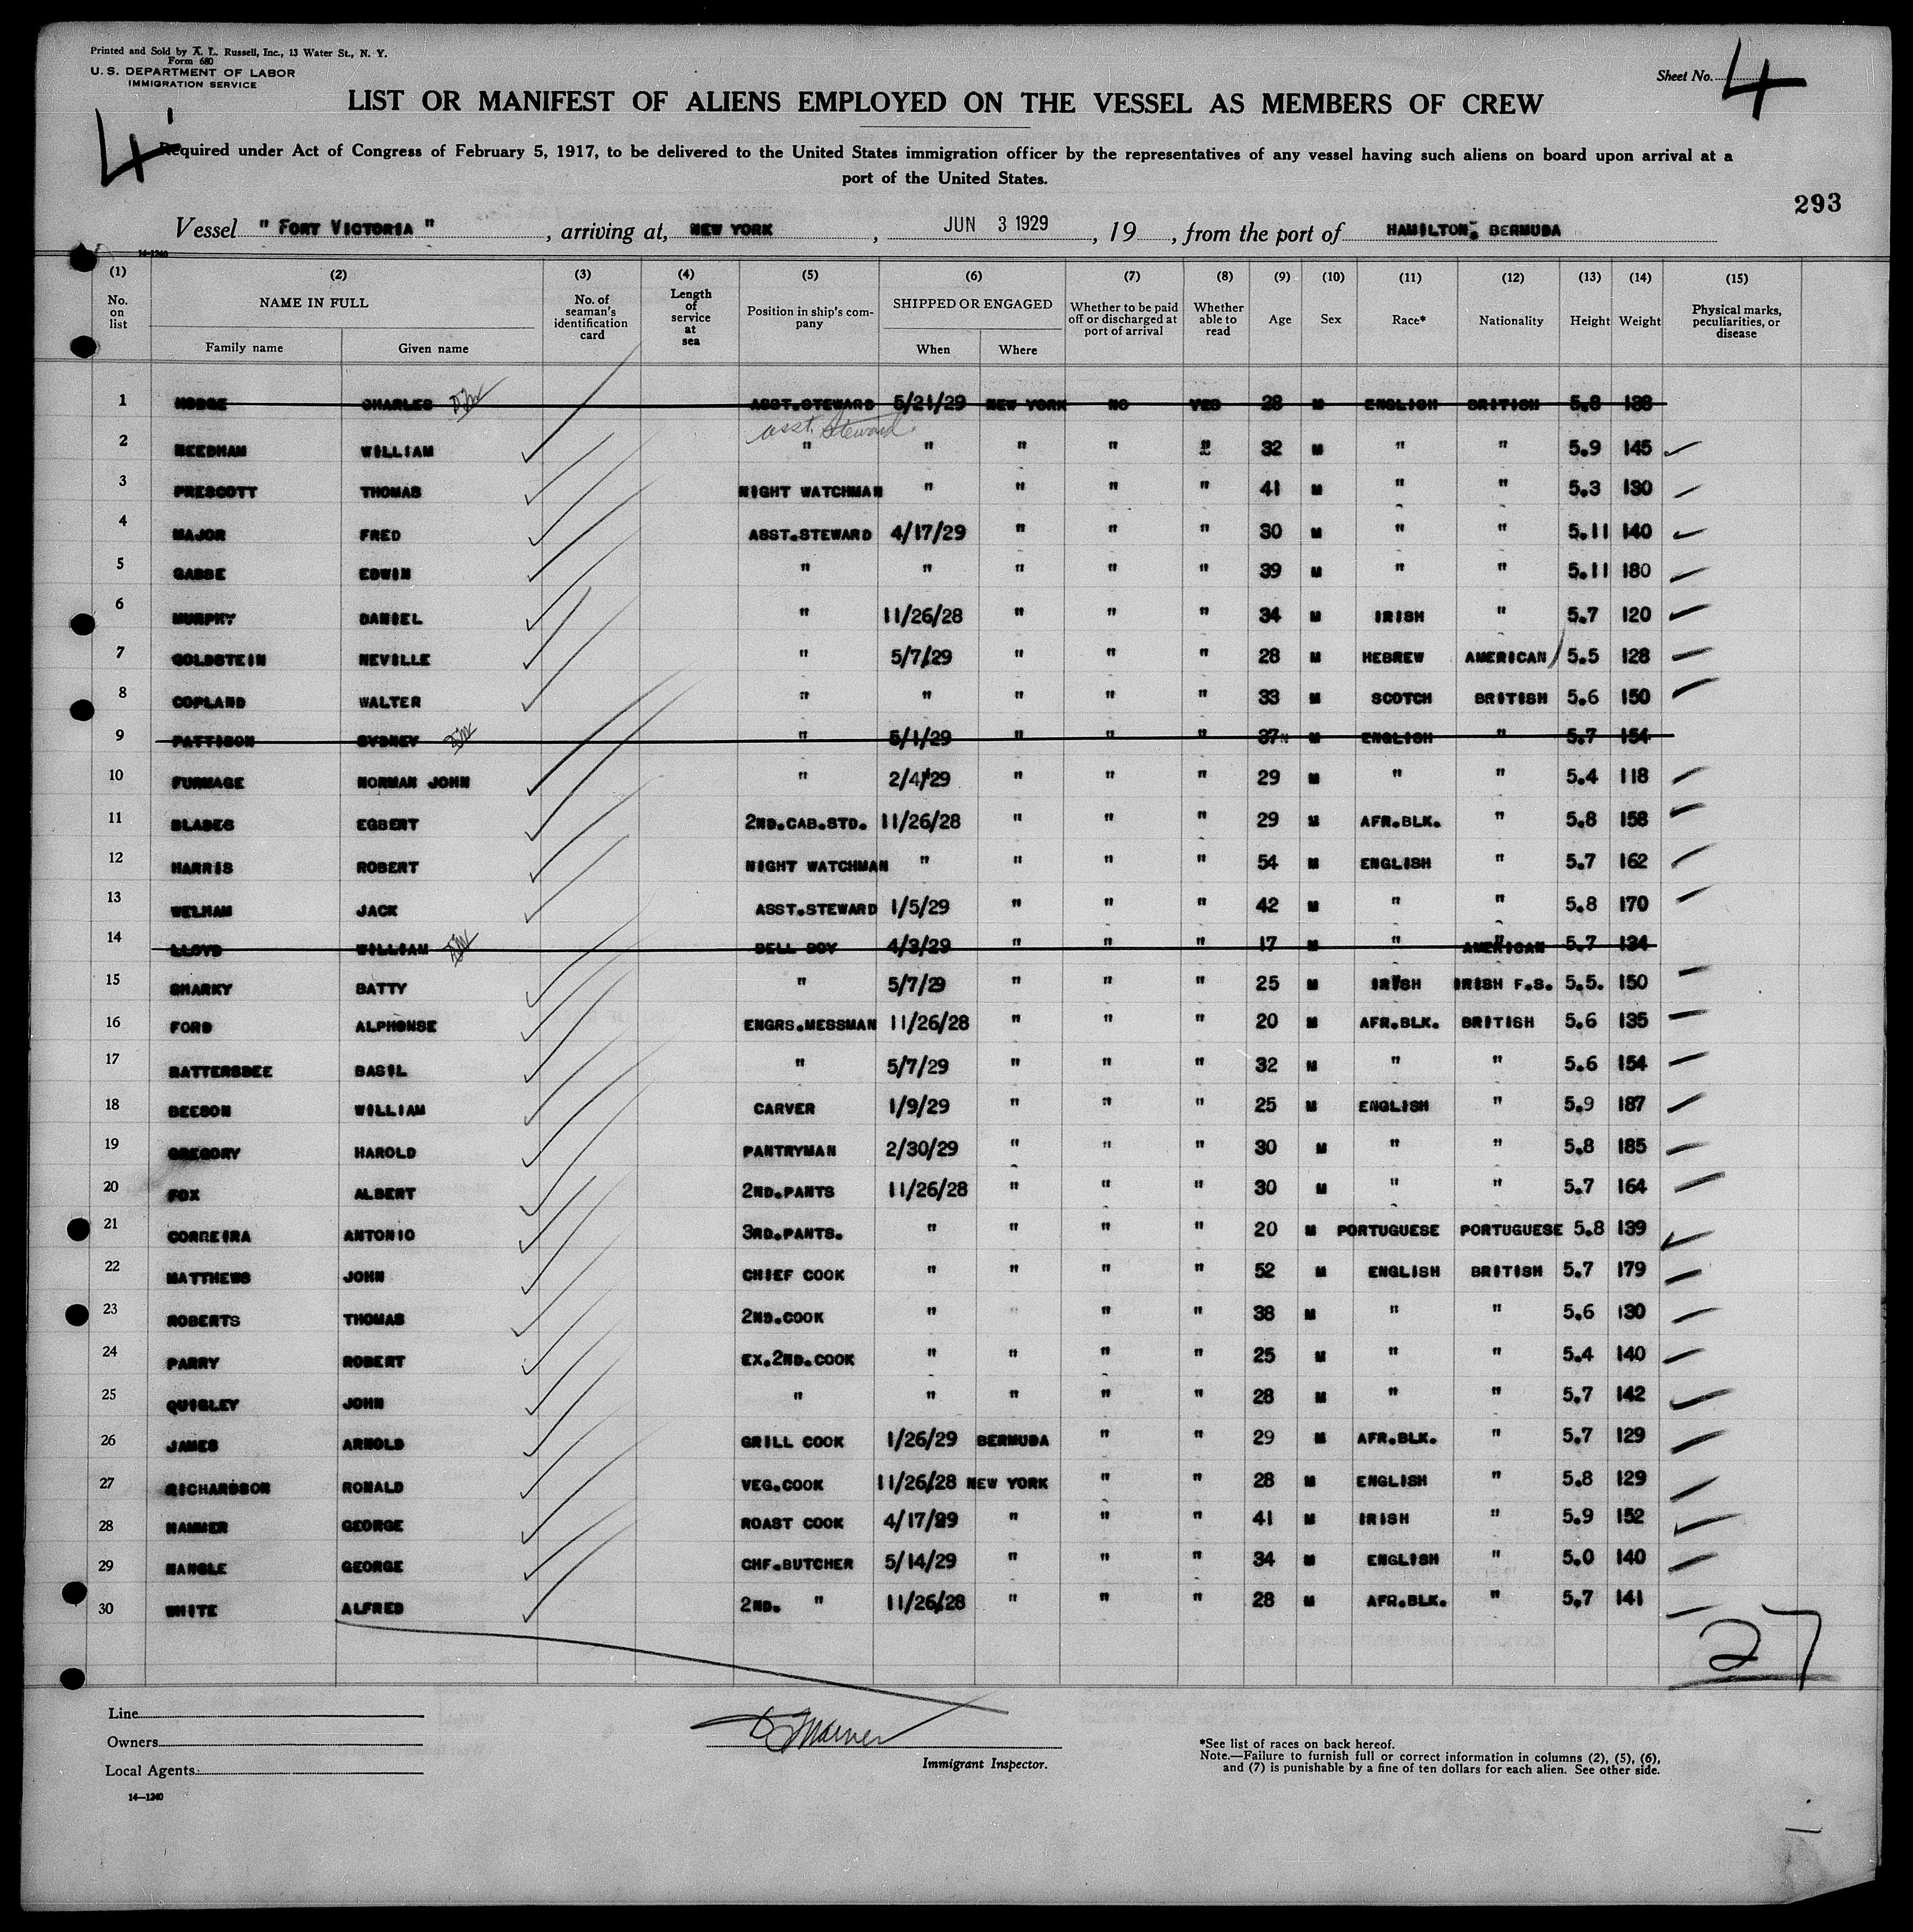 Printed and Sold by A. L. Russell, Inc., 13 Water St., N. Y.
Form 680
U. S. DEPARTMENT OF LABOR
IMMIGRATION SERVICE
Sheet No. 4
LIST OR MANIFEST OF ALIENS EMPLOYED ON THE VESSEL AS MEMBERS OF CREW
4
Required under Act of Congress of February 5, 1917, to be delivered to the United States immigration officer by the representatives of any vessel having such aliens on board upon arrival at a
port of the United States.
293
Vessel " FORT VICTORIA ", arriving at, NEW YORK, JUN 3 1929, 19, from the port of HAMILTON, BERMUDA
14-1240
(1) (2) (3) (4) (5) (6) (7) (8) (9) (10) (11) (12) (13) (14) (15)
No. on list NAME IN FULL Family name Given name No. of seaman's identification card Length of service at sea Position in ship's company SHIPPED OR ENGAGED When Where Whether to be paid off or discharged at port of arrival Whether able to read Age Sex Race* Nationality Height Weight Physical marks, peculiarities, or disease
1 HODGE CHARLES ASST.STEWARD 5/21/29 NEW YORK NO YES 28 M ENGLISH BRITISH 5.8 138
asst. Steward.
2 BEEDHAM WILLIAM " " " " " 32 M " " 5.9 145
3 PRESCOTT THOMAS NIGHT WATCHMAN " " " " 41 M " " 5.3 130
4 MAJOR FRED ASST.STEWARD 4/17/29 " " " 30 M " " 5.11 140
5 GADDE EDWIN " " " " " 39 M " " 5.11 180
6 MURPHY DANIEL " 11/26/28 " " " 34 M IRISH " 5.7 120
7 GOLDSTEIN NEVILLE " 5/7/29 " " " 28 M HEBREW AMERICAN 5.5 128
8 COPLAND WALTER " " " " " 33 M SCOTCH BRITISH 5.6 150
9 PATTISON SYDNEY " 5/1/29 " " " 37 M ENGLISH " 5.7 154
10 FURMAGE NORMAN JOHN " 2/4/29 " " " 29 M " " 5.4 118
11 BLADES EGBERT 2ND.CAB.STD. 11/26/28 " " " 29 M AFR.BLK. " 5.8 158
12 HARRIS ROBERT NIGHT WATCHMAN " " " " 54 M ENGLISH " 5.7 162
13 WELHAM JACK ASST.STEWARD 1/5/29 " " " 42 M " " 5.8 170
14 LLOYD WILLIAM BELL BOY 4/3/29 " " " 17 M " AMERICAN 5.7 134
15 SHARKY BATTY " 5/7/29 " " " 25 M IRISH IRISH F.S. 5.5. 150
16 FORD ALPHONSE ENGRS.MESSMAN 11/26/28 " " " 20 M AFR.BLK. BRITISH 5.6 135
17 BATTERSBEE BASIL " 5/7/29 " " " 32 M " " 5.6 154
18 BEESON WILLIAM CARVER 1/9/29 " " " 25 M ENGLISH " 5.9 187
19 GREGORY HAROLD PANTRYMAN 2/30/29 " " " 30 M " " 5.8 185
20 FOX ALBERT 2ND.PANTS 11/26/28 " " " 30 M " " 5.7 164
21 CORREIRA ANTONIO 3RD.PANTS. " " " " 20 M PORTUGUESE PORTUGUESE 5.8 139
22 MATTHEWS JOHN CHIEF COOK " " " " 52 M ENGLISH BRITISH 5.7 179
23 ROBERTS THOMAS 2ND.COOK " " " " 38 M " " 5.6 130
24 PARRY ROBERT EX.2ND.COOK " " " " 25 M " " 5.4 140
25 QUIGLEY JOHN " " " " " 28 M " " 5.7 142
26 JAMES ARNOLD GRILL COOK 1/26/29 BERMUDA " " 29 M AFR.BLK. " 5.7 129
27 RICHARDSON RONALD VEG.COOK 11/26/28 NEW YORK " " 28 M ENGLISH " 5.8 129
28 HAMMER GEORGE ROAST COOK 4/17/29 " " " 41 M IRISH " 5.9 152
29 NANGLE GEORGE CHF.BUTCHER 5/14/29 " " " 34 M ENGLISH " 5.0 140
30 WHITE ALFRED 2ND. " 11/26/28 " " " 28 M AFR.BLK. " 5.7 141
27
Line
Owners
Local Agents
Immigrant Inspector.
*See list of races on back hereof.
Note.—Failure to furnish full or correct information in columns (2), (5), (6),
and (7) is punishable by a fine of ten dollars for each alien. See other side.
14—1240